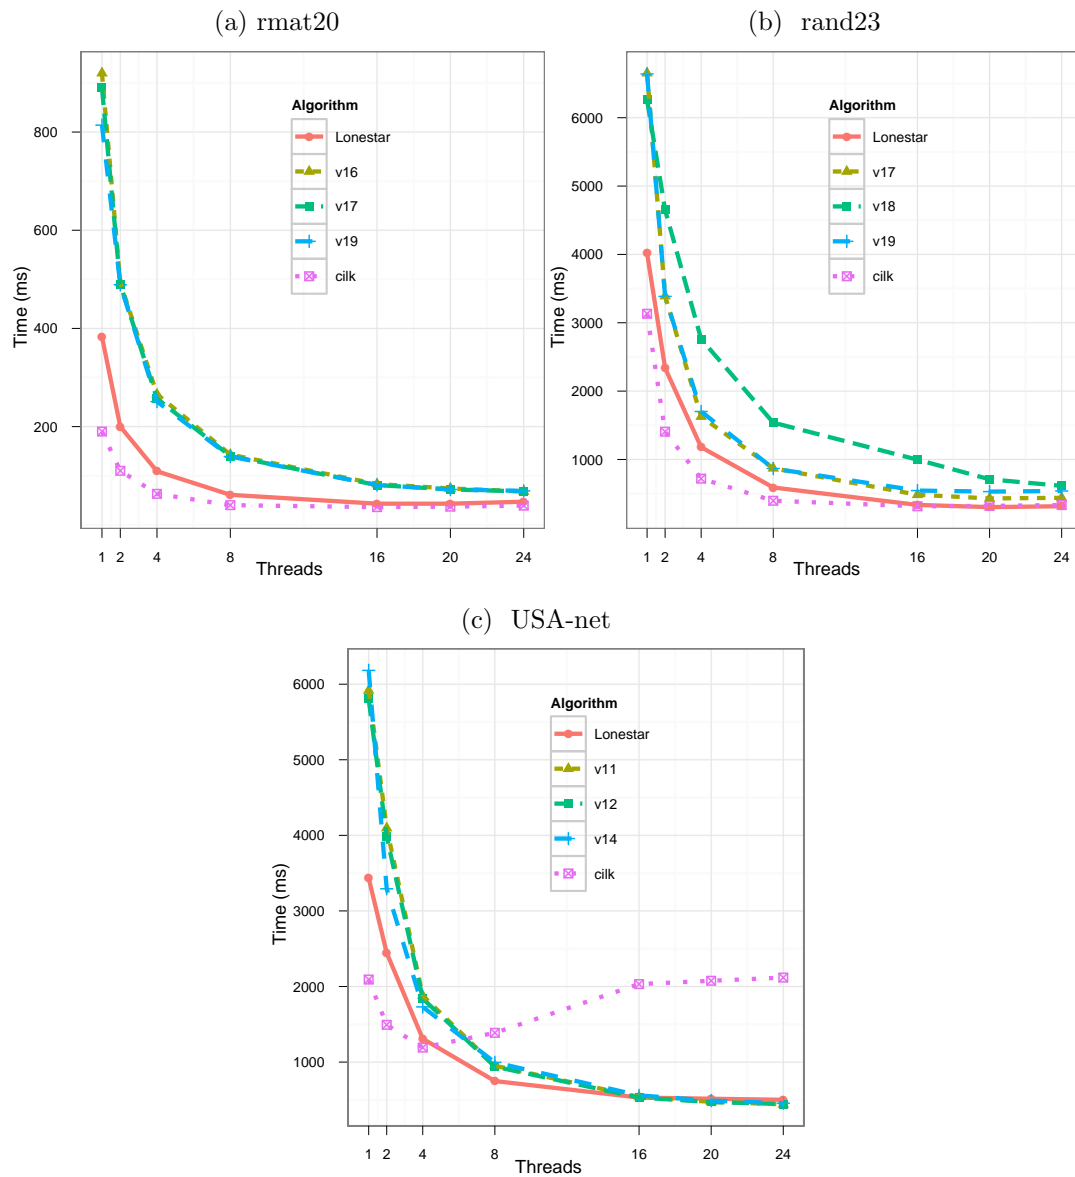 (a) rmat20
Time (ms)
800
600
400
200
Algorithm
Lonestar
v16
v17
v19
cilk
1 2 4 8 16 20 24
Threads
(b) rand23
Time (ms)
6000
5000
4000
3000
2000
1000
Algorithm
Lonestar
v17
v18
v19
cilk
1 2 4 8 16 20 24
Threads
(c) USA-net
Time (ms)
6000
5000
4000
3000
2000
1000
Algorithm
Lonestar
v11
v12
v14
cilk
1 2 4 8 16 20 24
Threads